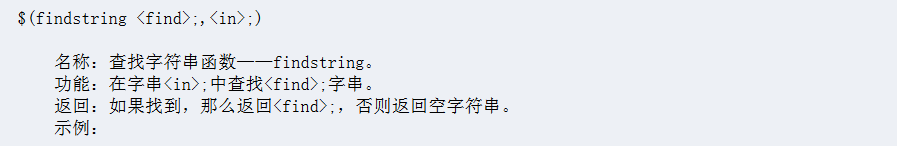 $(findstring <find>;,<in>;)
名称：查找字符串函数——findstring。
功能：在字串<in>;中查找<find>;字串。
返回：如果找到，那么返回<find>;，否则返回空字符串。
示例：